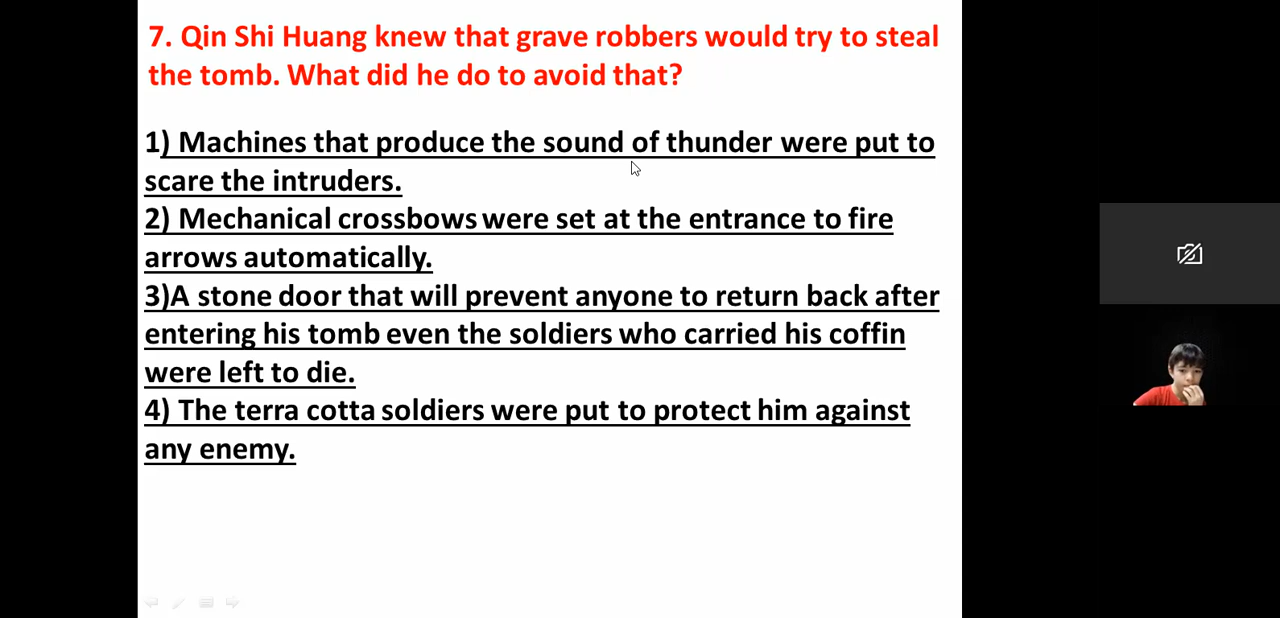 7. Qin Shi Huang knew that grave robbers would try to steal
the tomb. What did he do to avoid that?
1) Machines that produce the sound of thunder were put to
scare the intruders.
2) Mechanical crossbows were set at the entrance to fire
arrows automatically.
3)A stone door that will prevent anyone to return back after
entering his tomb even the soldiers who carried his coffin
were left to die.
4) The terra cotta soldiers were put to protect him against
any enemy.